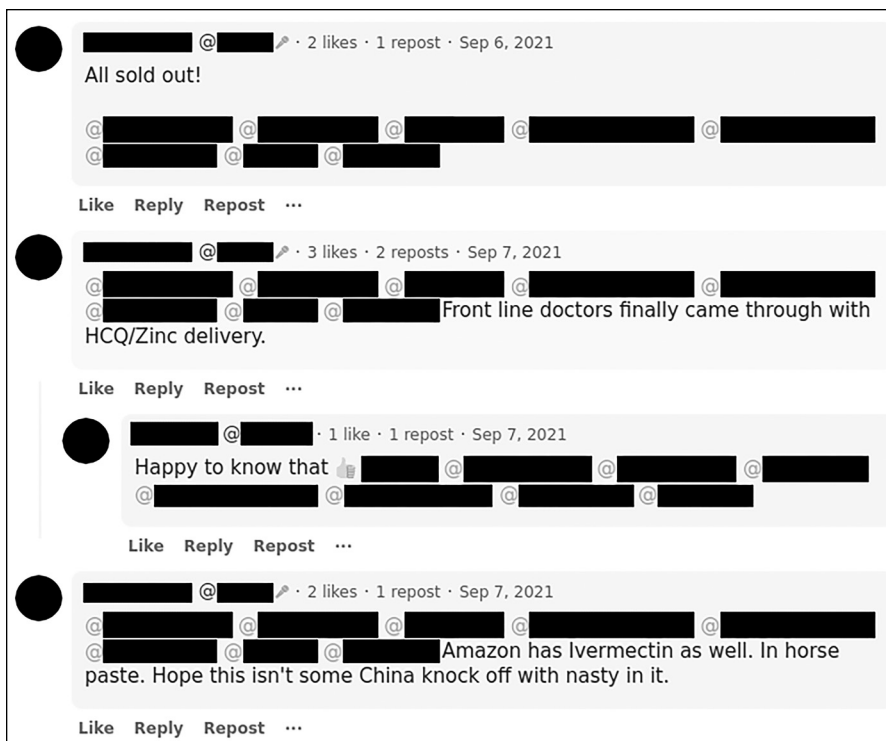 @ · 2 likes · 1 repost · Sep 6, 2021
All sold out!
@ @ @ @ @
@ @ @
Like Reply Repost ···
@ · 3 likes · 2 reposts · Sep 7, 2021
@ @ @ @ @
@ @ @ Front line doctors finally came through with
HCQ/Zinc delivery.
Like Reply Repost ···
@ · 1 like · 1 repost · Sep 7, 2021
Happy to know that 👍 @ @ @
@ @ @ @
Like Reply Repost ···
@ · 2 likes · 1 repost · Sep 7, 2021
@ @ @ @ @
@ @ @ Amazon has Ivermectin as well. In horse
paste. Hope this isn't some China knock off with nasty in it.
Like Reply Repost ···